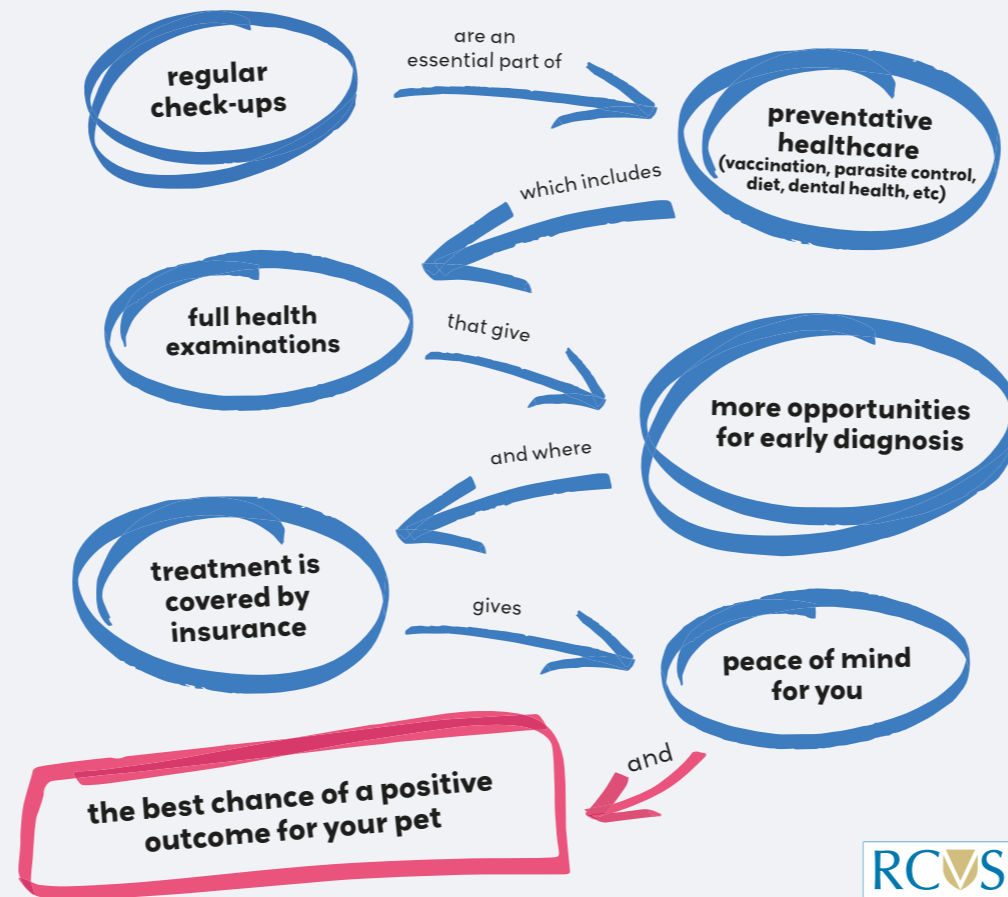 regular
check-ups
are an
essential part of
preventative
healthcare
(vaccination, parasite control,
diet, dental health, etc)
which includes
full health
examinations
that give
more opportunities
for early diagnosis
and where
treatment is
covered by
insurance
gives
peace of mind
for you
and
the best chance of a positive
outcome for your pet
RCVS